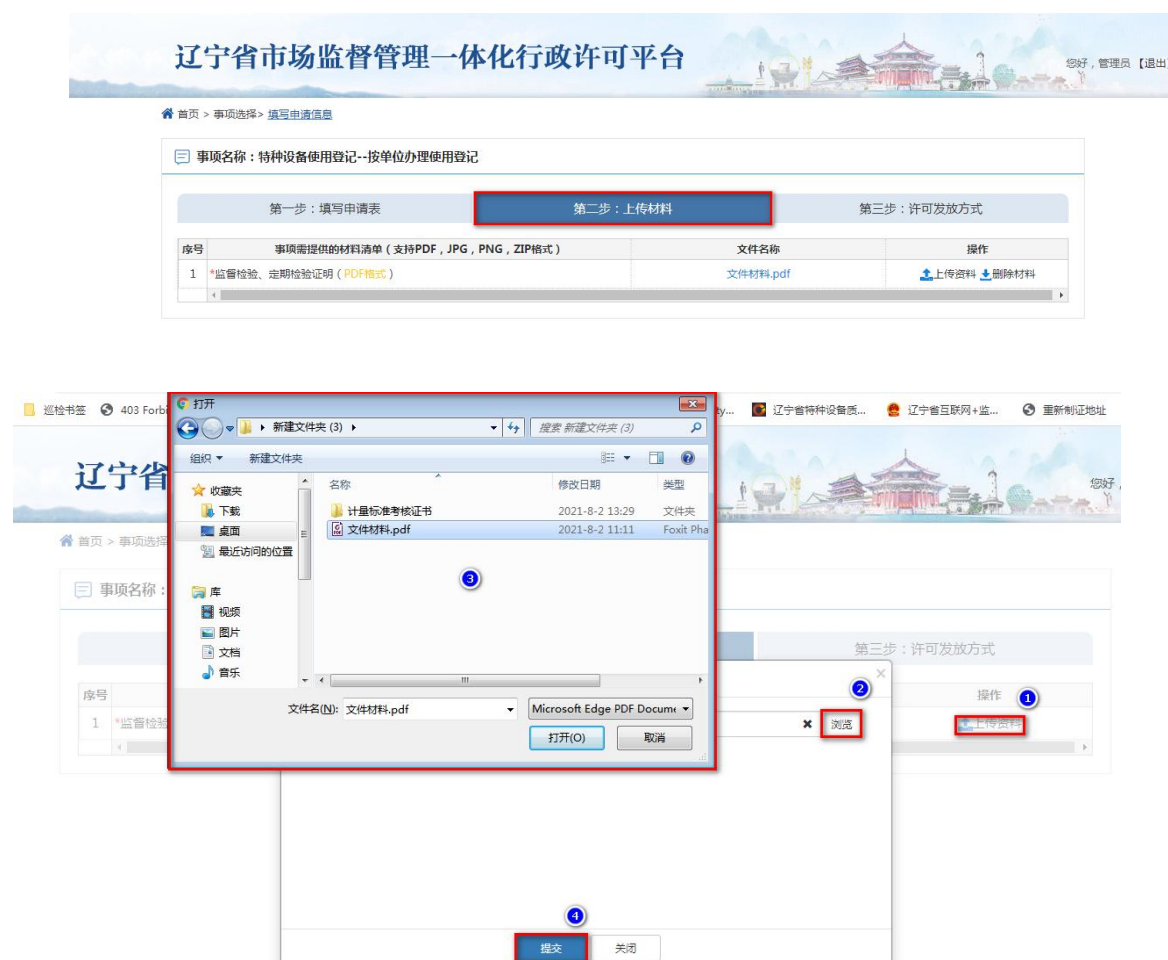 辽宁省市场监督管理一体化行政许可平台
您好，管理员【退出
首页 > 事项选择> 填写申请信息
事项名称：特种设备使用登记--按单位办理使用登记
第一步：填写申请表 第二步：上传材料 第三步：许可发放方式
序号 事项需提供的材料清单（支持PDF，JPG，PNG，ZIP格式） 文件名称 操作
1 *监督检验、定期检验证明（PDF格式） 文件材料.pdf 上传资料 删除材料
巡检书签 403 Forbi 打开 ty... 辽宁省特种设备质... 辽宁省互联网+监... 重新制证地址
新建文件夹 (3) 搜索 新建文件夹 (3)
组织 新建文件夹
辽宁省
您好，
收藏夹 名称 修改日期 类型
下载 计量标准考核证书 2021-8-2 13:29 文件夹
桌面 文件材料.pdf 2021-8-2 11:11 Foxit Pha
首页 > 事项选择
最近访问的位置
3
事项名称：
库
视频
图片
文档
音乐
第三步：许可发放方式
序号 操作
2 1
文件名(N): 文件材料.pdf Microsoft Edge PDF Docume
1 *监督检验 浏览 上传资料
打开(O) 取消
4
提交 关闭